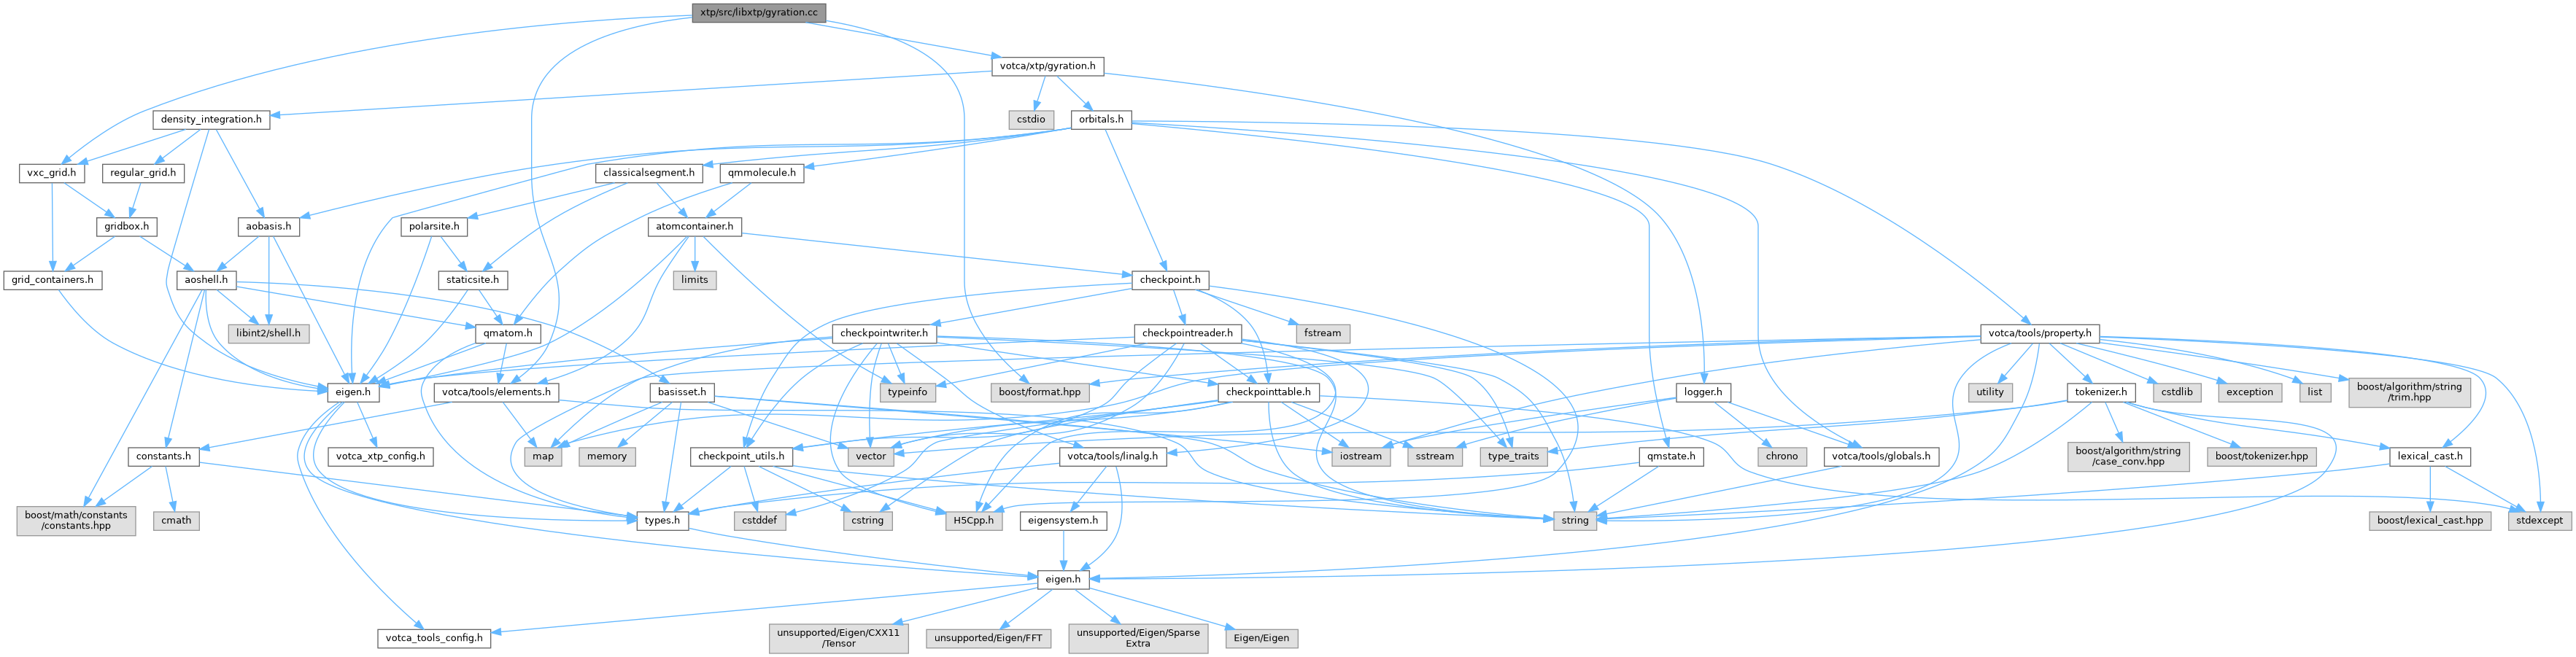 xtp/src/libxtp/gyration.cc
votca/xtp/gyration.h
density_integration.h
cstdio
orbitals.h
vxc_grid.h
regular_grid.h
classicalsegment.h
qmmolecule.h
gridbox.h
aobasis.h
polarsite.h
atomcontainer.h
grid_containers.h
aoshell.h
staticsite.h
limits
checkpoint.h
libint2/shell.h
qmatom.h
checkpointwriter.h
checkpointreader.h
fstream
votca/tools/property.h
eigen.h
votca/tools/elements.h
basisset.h
typeinfo
boost/format.hpp
checkpointtable.h
logger.h
utility
tokenizer.h
cstdlib
exception
list
boost/algorithm/string
/trim.hpp
constants.h
votca_xtp_config.h
map
memory
checkpoint_utils.h
vector
votca/tools/linalg.h
iostream
sstream
type_traits
qmstate.h
chrono
votca/tools/globals.h
boost/algorithm/string
/case_conv.hpp
boost/tokenizer.hpp
lexical_cast.h
boost/math/constants
/constants.hpp
cmath
types.h
cstddef
cstring
H5Cpp.h
eigensystem.h
string
boost/lexical_cast.hpp
stdexcept
eigen.h
votca_tools_config.h
unsupported/Eigen/CXX11
/Tensor
unsupported/Eigen/FFT
unsupported/Eigen/Sparse
Extra
Eigen/Eigen